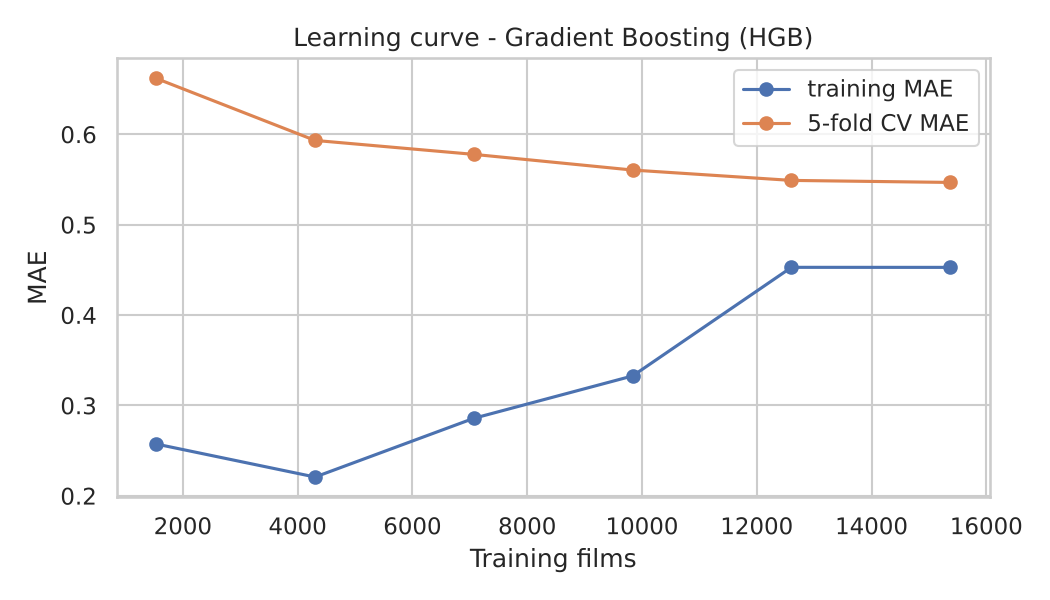 Learning curve - Gradient Boosting (HGB)
training MAE
5-fold CV MAE
MAE
0.6
0.5
0.4
0.3
0.2
2000 4000 6000 8000 10000 12000 14000 16000
Training films